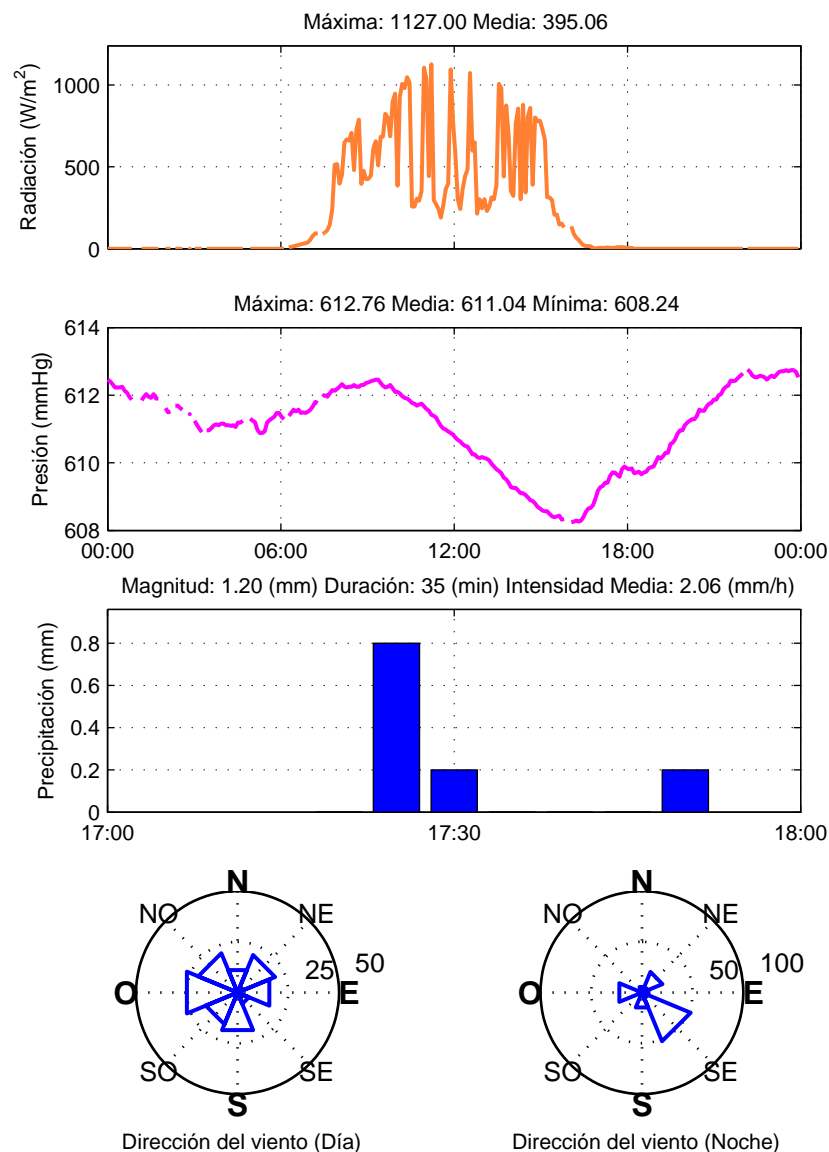 Máxima: 1127.00 Media: 395.06
1000
500
0
Radiación (W/m²)
Máxima: 612.76 Media: 611.04 Mínima: 608.24
614
612
610
608
Presión (mmHg)
00:00 06:00 12:00 18:00 00:00
Magnitud: 1.20 (mm) Duración: 35 (min) Intensidad Media: 2.06 (mm/h)
0.8
0.6
0.4
0.2
0
Precipitación (mm)
17:00 17:30 18:00
N
NO NE
25 50
O E
SO SE
S
Dirección del viento (Día)
N
NO NE
50 100
O E
SO SE
S
Dirección del viento (Noche)